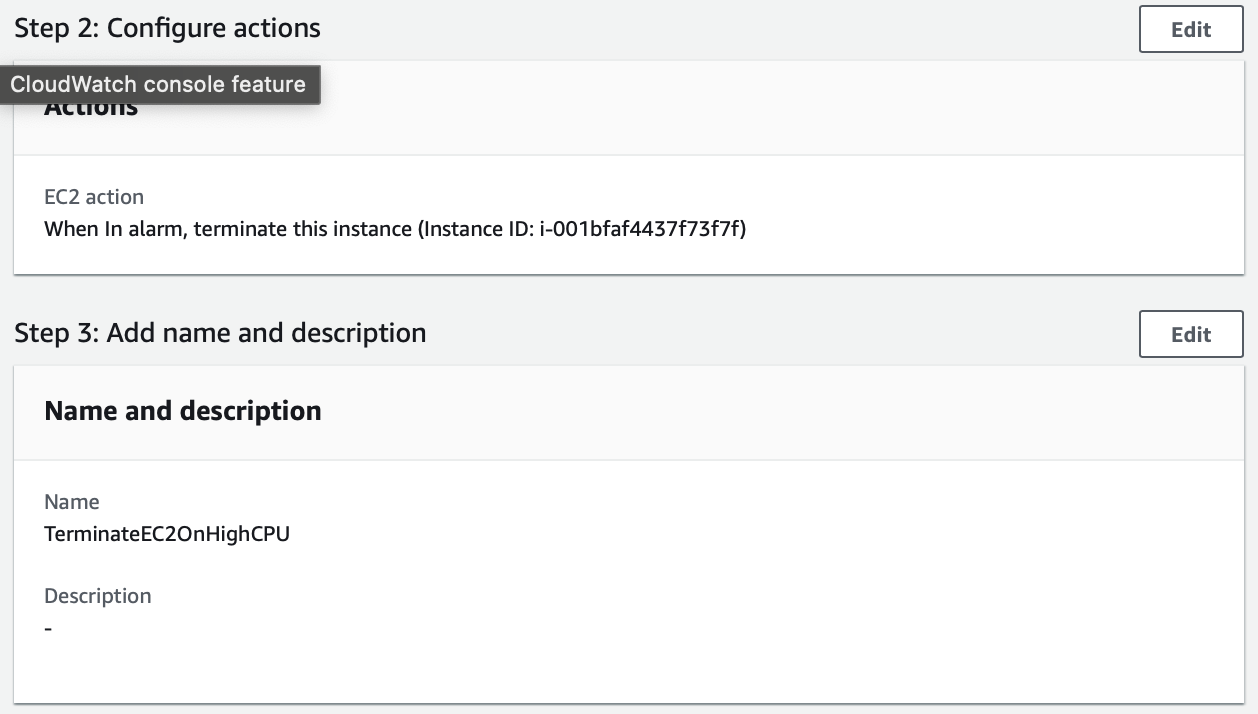 Step 2: Configure actions
Edit
CloudWatch console feature
Actions
EC2 action
When In alarm, terminate this instance (Instance ID: i-001bfaf4437f73f7f)
Step 3: Add name and description
Edit
Name and description
Name
TerminateEC2OnHighCPU
Description
-